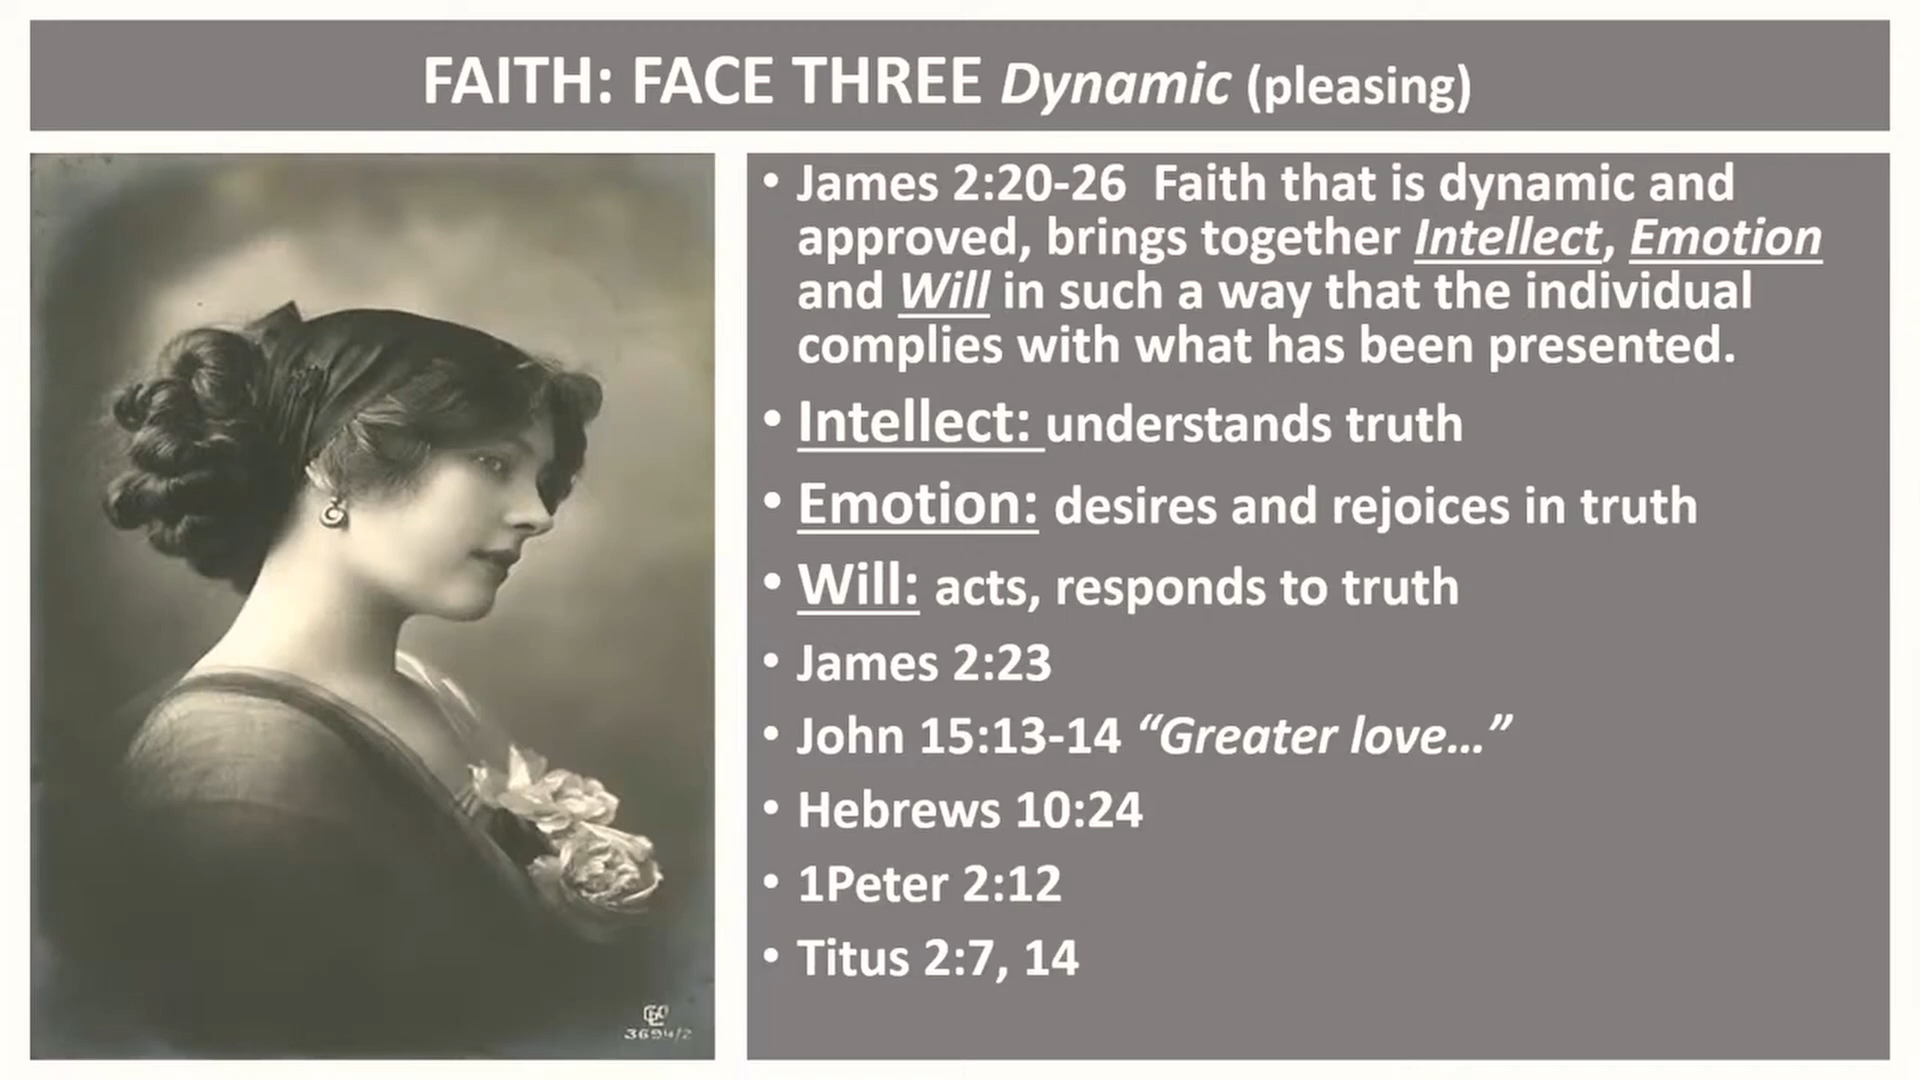 FAITH: FACE THREE Dynamic (pleasing)
• James 2:20-26  Faith that is dynamic and
approved, brings together Intellect, Emotion
and Will in such a way that the individual
complies with what has been presented.
• Intellect: understands truth
• Emotion: desires and rejoices in truth
• Will: acts, responds to truth
• James 2:23
• John 15:13-14 “Greater love…”
• Hebrews 10:24
• 1Peter 2:12
• Titus 2:7, 14
3694/2